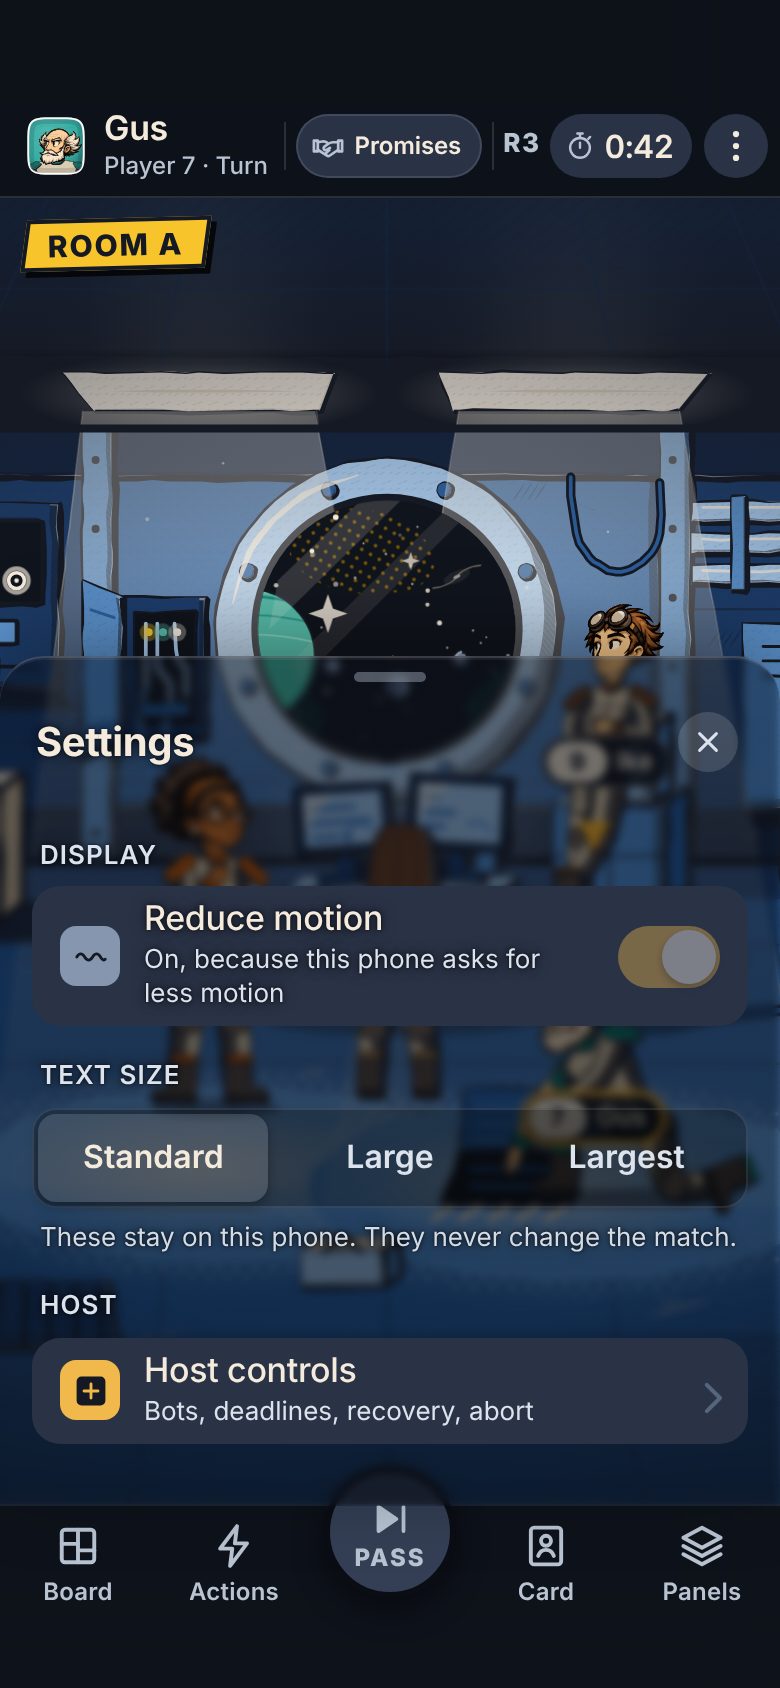 Gus
Player 7 · Turn
Promises
R3
0:42
ROOM A
Settings
DISPLAY
Reduce motion
On, because this phone asks for
less motion
TEXT SIZE
Standard
Large
Largest
These stay on this phone. They never change the match.
HOST
Host controls
Bots, deadlines, recovery, abort
PASS
Board
Actions
Card
Panels